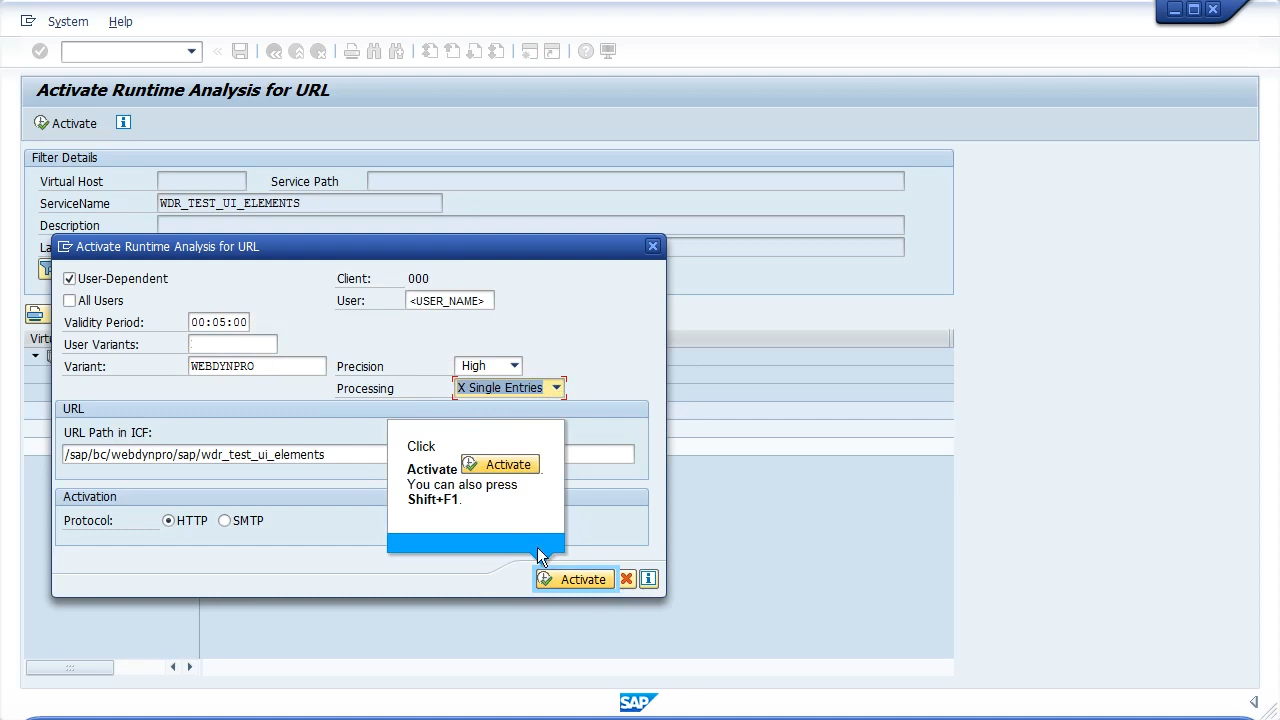 System Help
Activate Runtime Analysis for URL
Activate
Filter Details
Virtual Host
Service Path
ServiceName WDR_TEST_UI_ELEMENTS
Description
La
Activate Runtime Analysis for URL
User-Dependent
Client: 000
All Users
User: <USER_NAME>
Validity Period: 00:05:00
User Variants:
Variant: WEBDYNPRO
Precision High
Processing X Single Entries
Virtu
URL
URL Path in ICF:
/sap/bc/webdynpro/sap/wdr_test_ui_elements
Click
Activate Activate.
You can also press
Shift+F1.
Activation
Protocol: HTTP SMTP
Activate
SAP